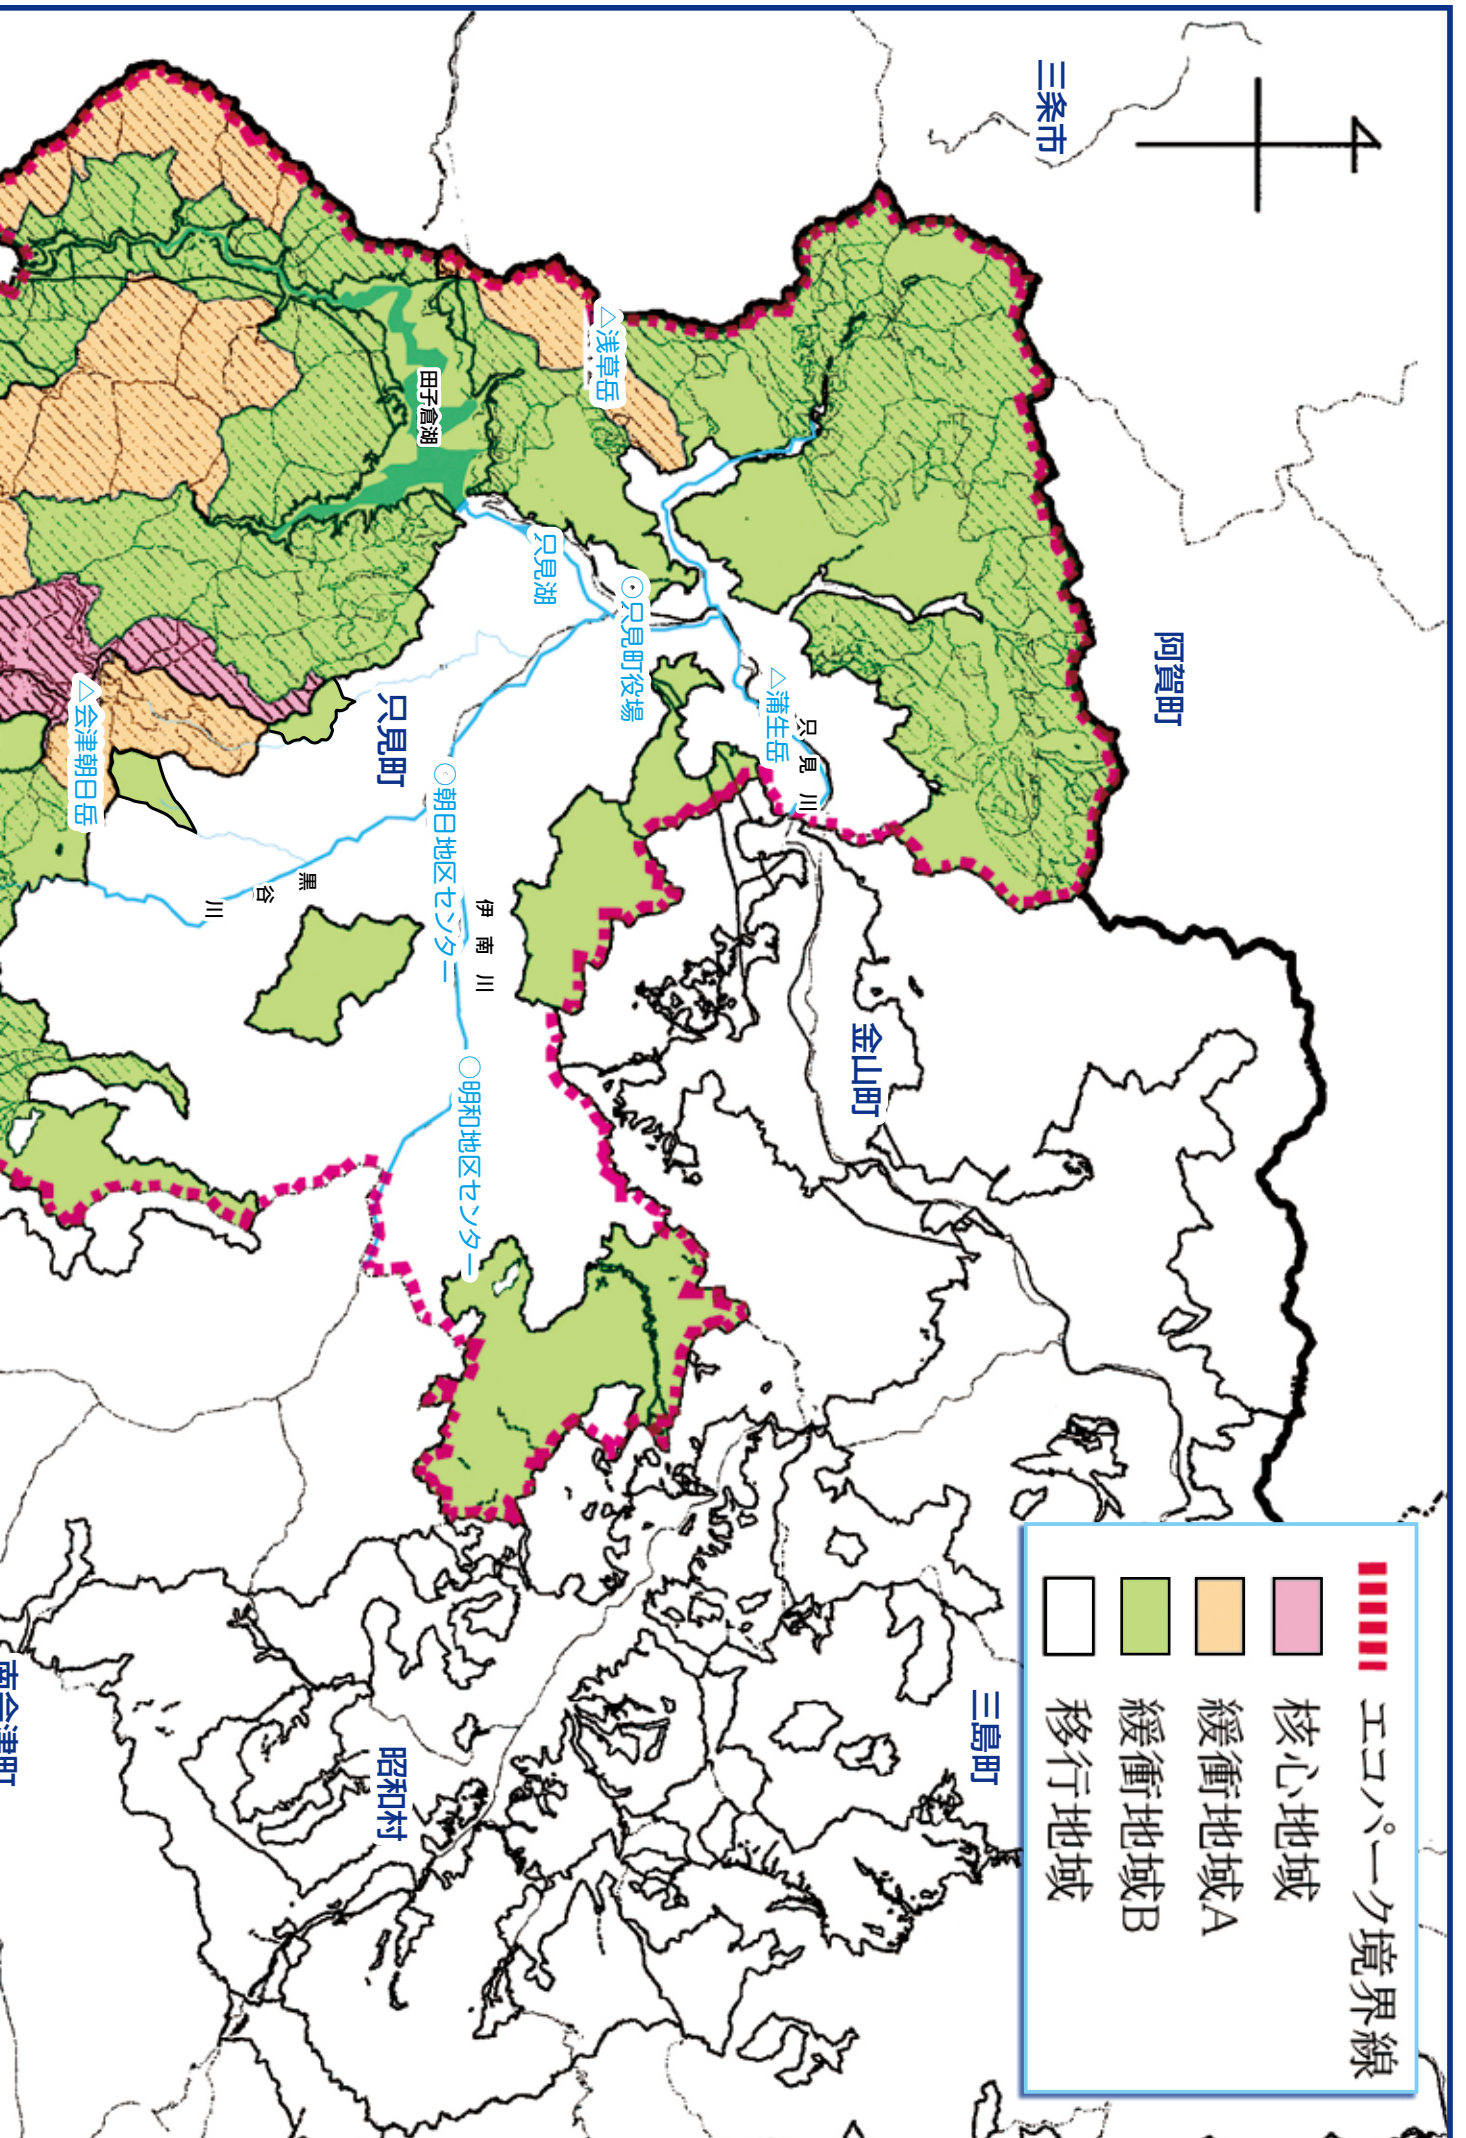 エコパーク境界線
核心地域
緩衝地域A
緩衝地域B
移行地域
三条市
阿賀町
三島町
金山町
只見川
△蒲生岳
△浅草岳
◎只見町役場
只見湖
田子倉湖
伊南川
○明和地区センター
○朝日地区センター
只見町
昭和村
黒谷川
△会津朝日岳
南会津町